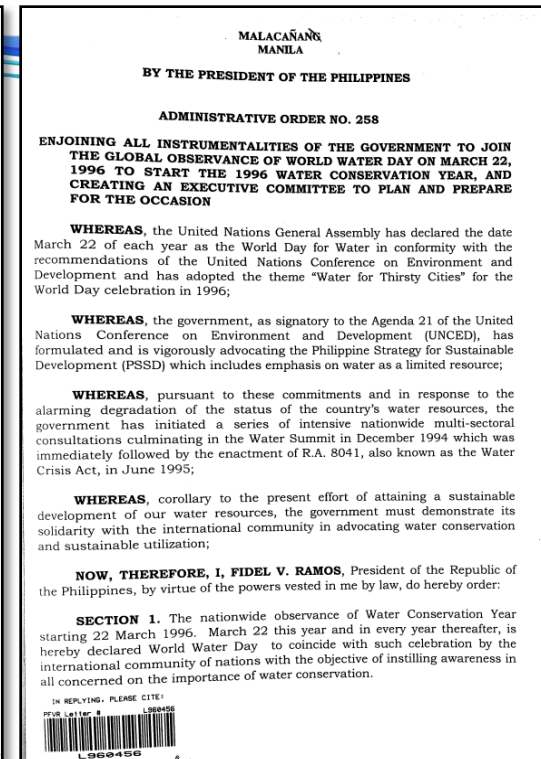 MALACAÑANG
MANILA
BY THE PRESIDENT OF THE PHILIPPINES
ADMINISTRATIVE ORDER NO. 258
ENJOINING ALL INSTRUMENTALITIES OF THE GOVERNMENT TO JOIN
THE GLOBAL OBSERVANCE OF WORLD WATER DAY ON MARCH 22,
1996 TO START THE 1996 WATER CONSERVATION YEAR, AND
CREATING AN EXECUTIVE COMMITTEE TO PLAN AND PREPARE
FOR THE OCCASION
WHEREAS, the United Nations General Assembly has declared the date
March 22 of each year as the World Day for Water in conformity with the
recommendations of the United Nations Conference on Environment and
Development and has adopted the theme “Water for Thirsty Cities” for the
World Day celebration in 1996;
WHEREAS, the government, as signatory to the Agenda 21 of the United
Nations Conference on Environment and Development (UNCED), has
formulated and is vigorously advocating the Philippine Strategy for Sustainable
Development (PSSD) which includes emphasis on water as a limited resource;
WHEREAS, pursuant to these commitments and in response to the
alarming degradation of the status of the country’s water resources, the
government has initiated a series of intensive nationwide multi-sectoral
consultations culminating in the Water Summit in December 1994 which was
immediately followed by the enactment of R.A. 8041, also known as the Water
Crisis Act, in June 1995;
WHEREAS, corollary to the present effort of attaining a sustainable
development of our water resources, the government must demonstrate its
solidarity with the international community in advocating water conservation
and sustainable utilization;
NOW, THEREFORE, I, FIDEL V. RAMOS, President of the Republic of
the Philippines, by virtue of the powers vested in me by law, do hereby order:
SECTION 1. The nationwide observance of Water Conservation Year
starting 22 March 1996. March 22 this year and in every year thereafter, is
hereby declared World Water Day to coincide with such celebration by the
international community of nations with the objective of instilling awareness in
all concerned on the importance of water conservation.
IN REPLYING, PLEASE CITE:
PFVR Letter # L960456
L960456